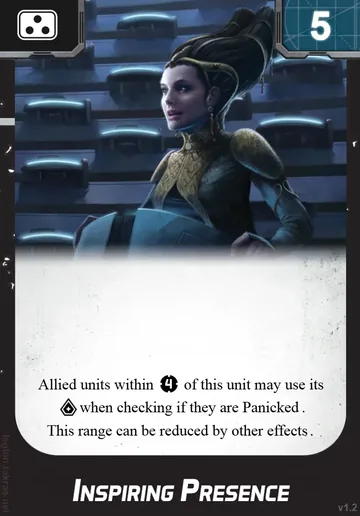 5
Allied units within 4 of this unit may use its
when checking if they are Panicked .
This range can be reduced by other effects .
INSPIRING PRESENCE
v1.2